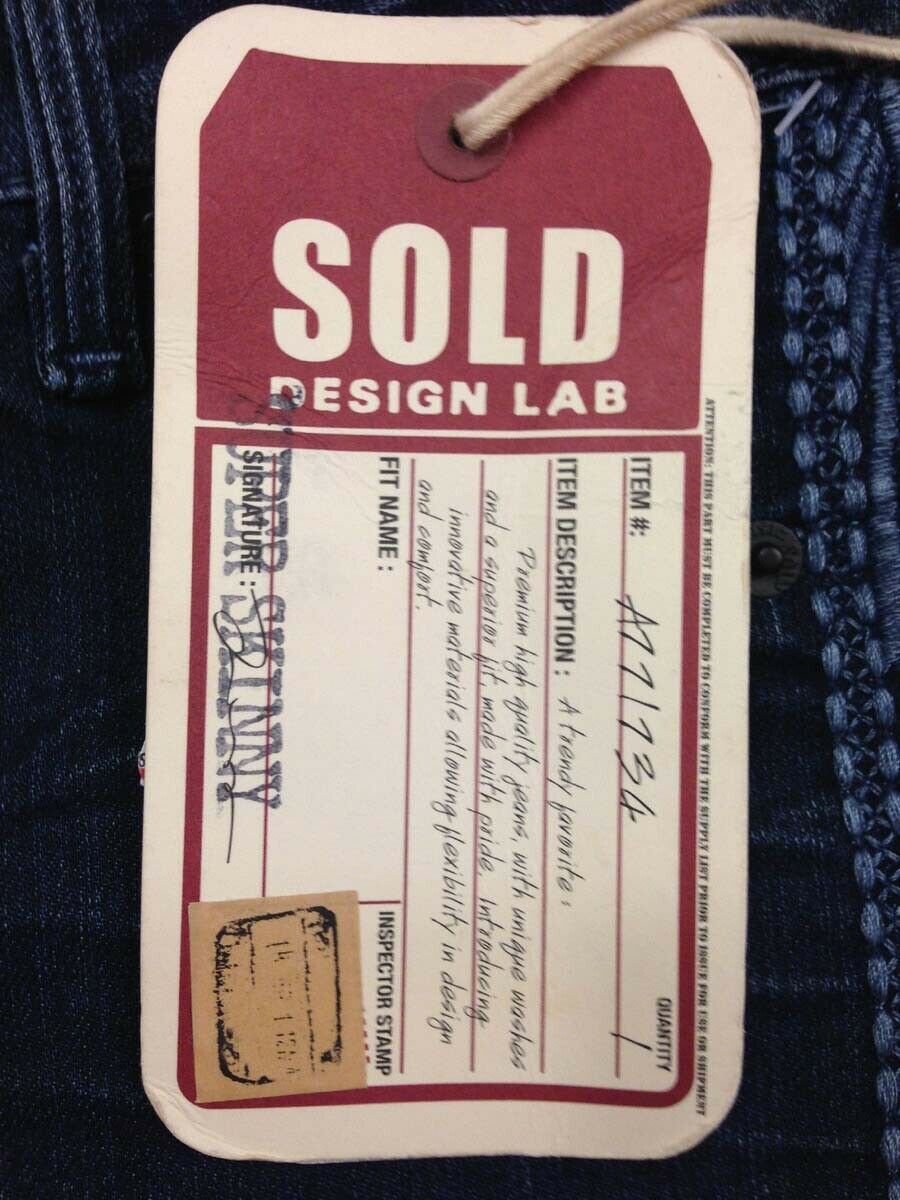 SOLD
DESIGN LAB
ATTENTION: THIS PART MUST BE COMPLETED TO CONFORM WITH THE SUPPLY LIST PRIOR TO ISSUE FOR USE OR SHIPMENT
ITEM #: A77134
QUANTITY 1
ITEM DESCRIPTION : A trendy favorite :
Premium high quality jeans, with unique washes
and a superior fit, made with pride. Introducing
innovative materials allowing flexibility in design
and comfort.
FIT NAME :
SUPER SKINNY
INSPECTOR STAMP
SIGNATURE :